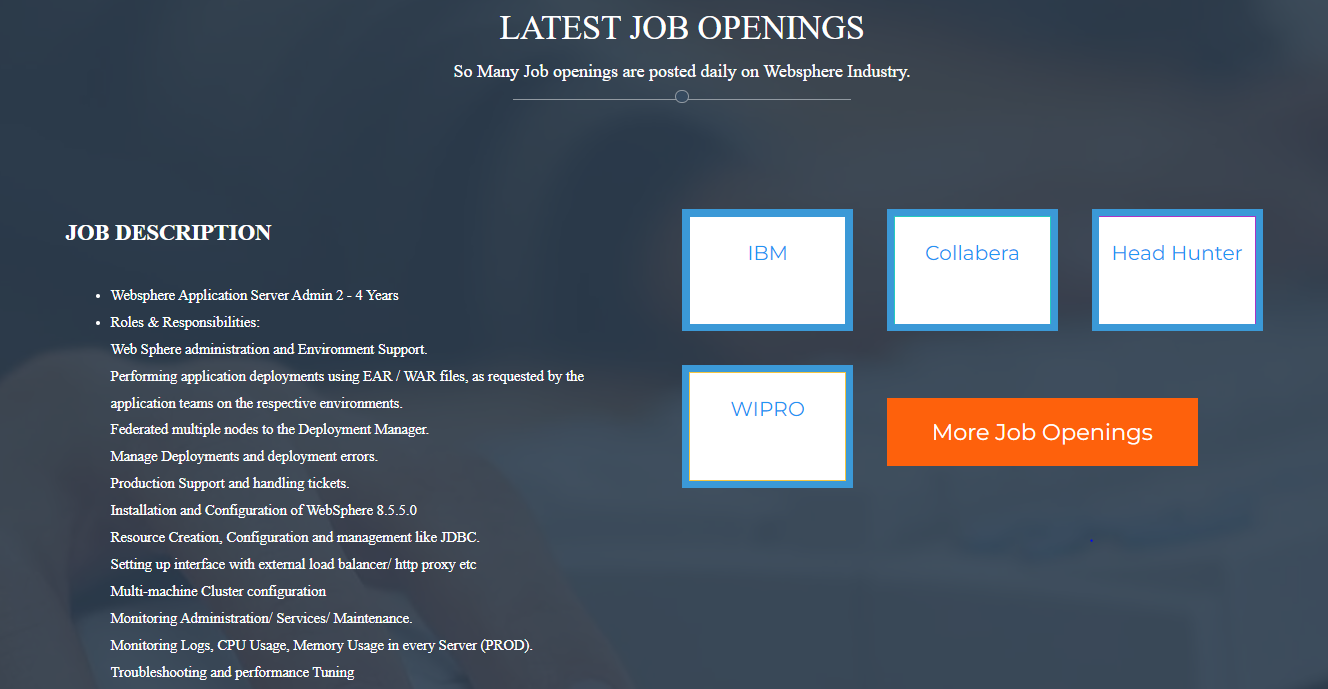 LATEST JOB OPENINGS
So Many Job openings are posted daily on Websphere Industry.
JOB DESCRIPTION
• Websphere Application Server Admin 2 - 4 Years
• Roles & Responsibilities:
Web Sphere administration and Environment Support.
Performing application deployments using EAR / WAR files, as requested by the
application teams on the respective environments.
Federated multiple nodes to the Deployment Manager.
Manage Deployments and deployment errors.
Production Support and handling tickets.
Installation and Configuration of WebSphere 8.5.5.0
Resource Creation, Configuration and management like JDBC.
Setting up interface with external load balancer/ http proxy etc
Multi-machine Cluster configuration
Monitoring Administration/ Services/ Maintenance.
Monitoring Logs, CPU Usage, Memory Usage in every Server (PROD).
Troubleshooting and performance Tuning
IBM
Collabera
Head Hunter
WIPRO
More Job Openings